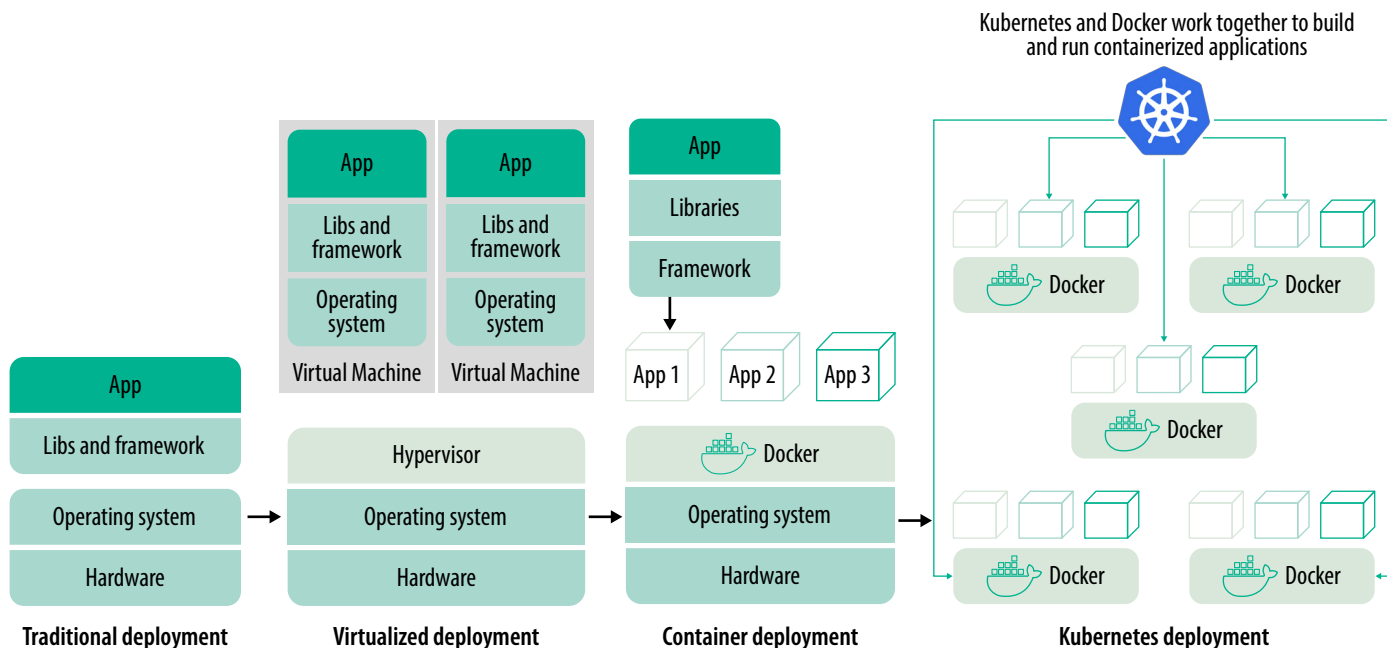 Kubernetes and Docker work together to build
and run containerized applications
App
Libs and framework
Operating system
Hardware
Traditional deployment
App
Libs and
framework
Operating
system
Virtual Machine
App
Libs and
framework
Operating
system
Virtual Machine
Hypervisor
Operating system
Hardware
Virtualized deployment
App
Libraries
Framework
App 1
App 2
App 3
Docker
Operating system
Hardware
Container deployment
Docker
Docker
Docker
Docker
Docker
Kubernetes deployment